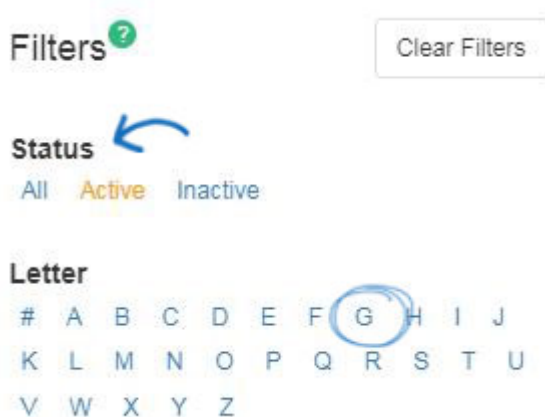 Filters ?
Clear Filters
Status
All Active Inactive
Letter
# A B C D E F G H I J
K L M N O P Q R S T U
V W X Y Z